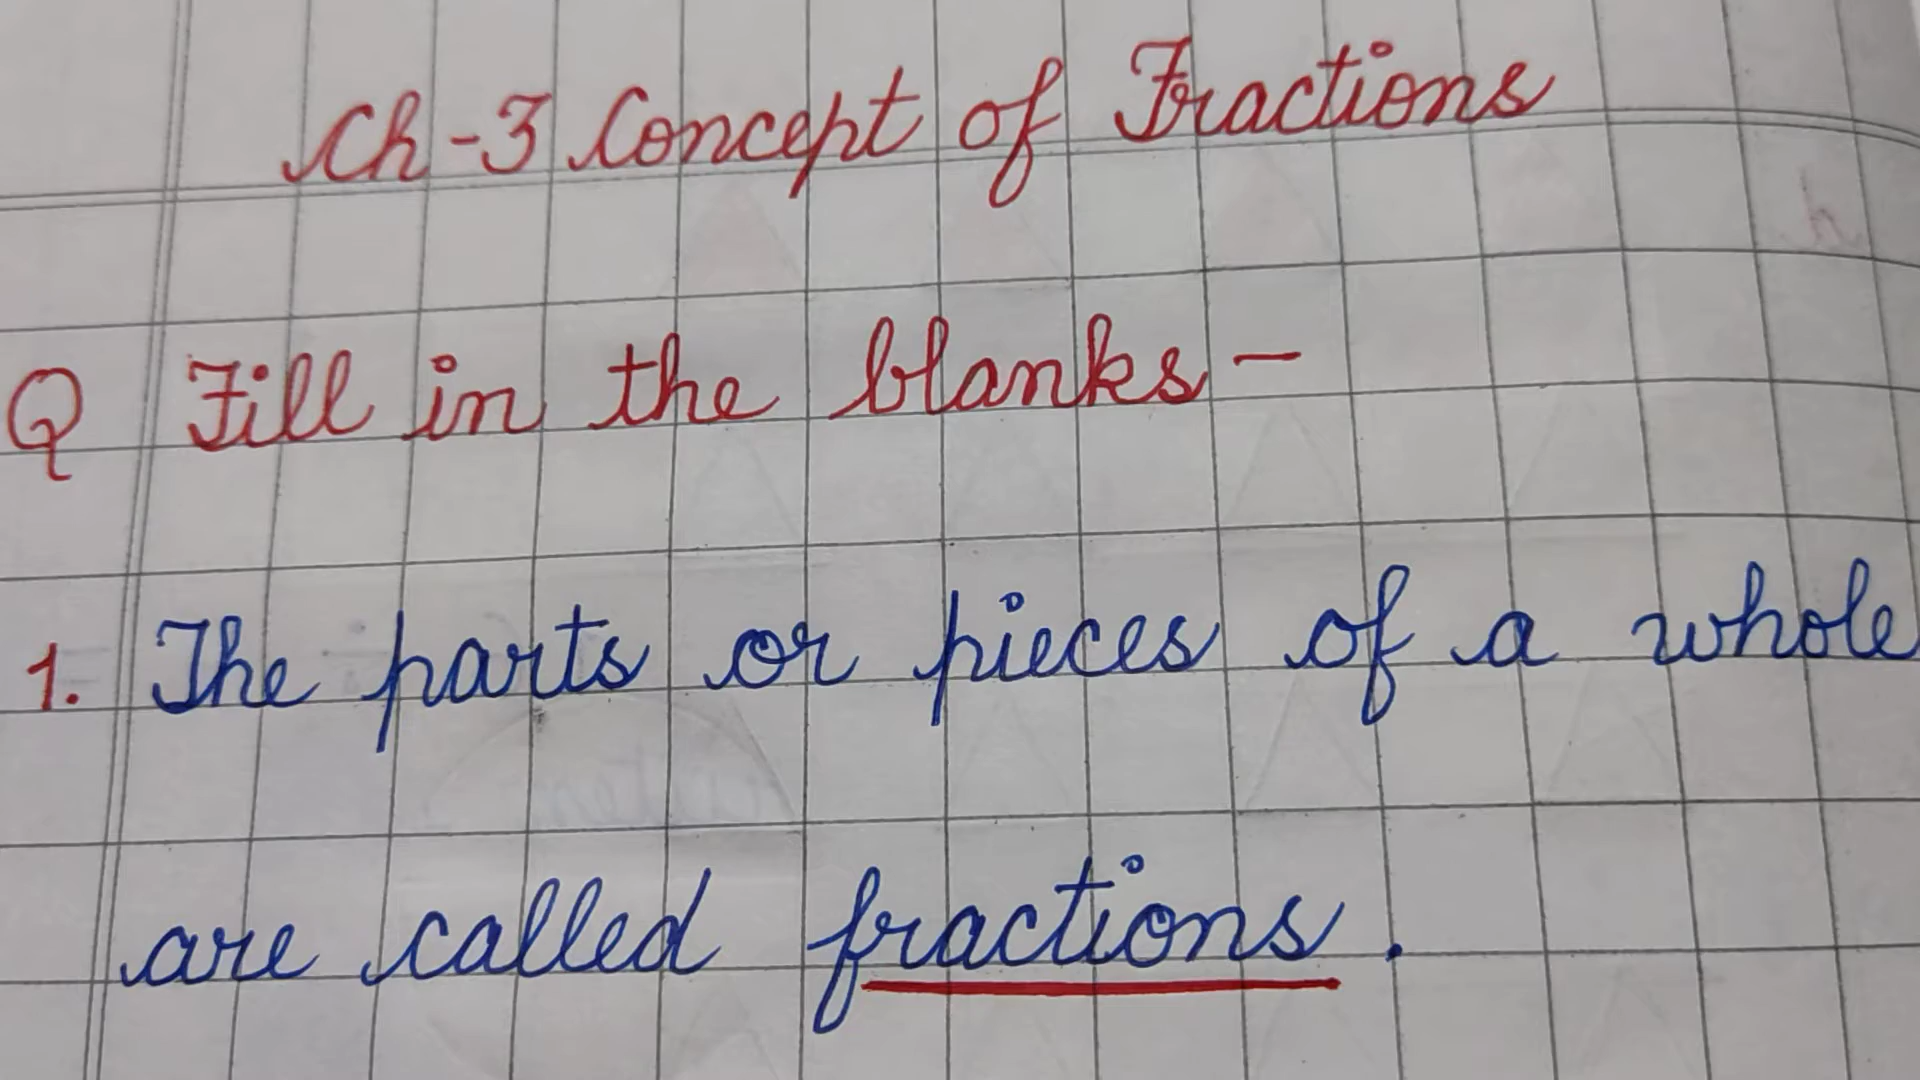 Ch-3 Concept of Fractions
Q Fill in the blanks -
1. The parts or pieces of a whole
are called fractions.